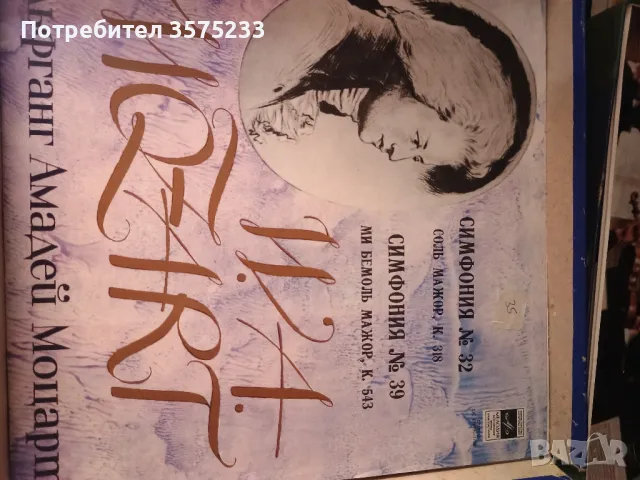 Потребител 3575233
W. A.
MOZART
Вольфганг Амадей Моцарт
СИМФОНИЯ № 32
СОЛЬ МАЖОР, К. 318
СИМФОНИЯ № 39
МИ БЕМОЛЬ МАЖОР, К. 543
35
BAZAR